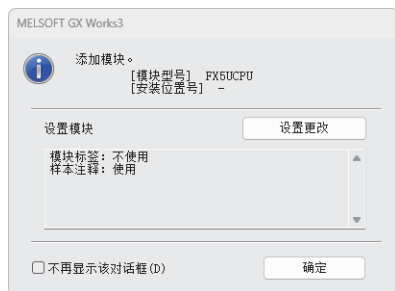 MELSOFT GX Works3
添加模块。
[模块型号] FX5UCPU
[安装位置号] -
设置模块
设置更改
模块标签：不使用
样本注释：使用
不再显示该对话框(D)
确定